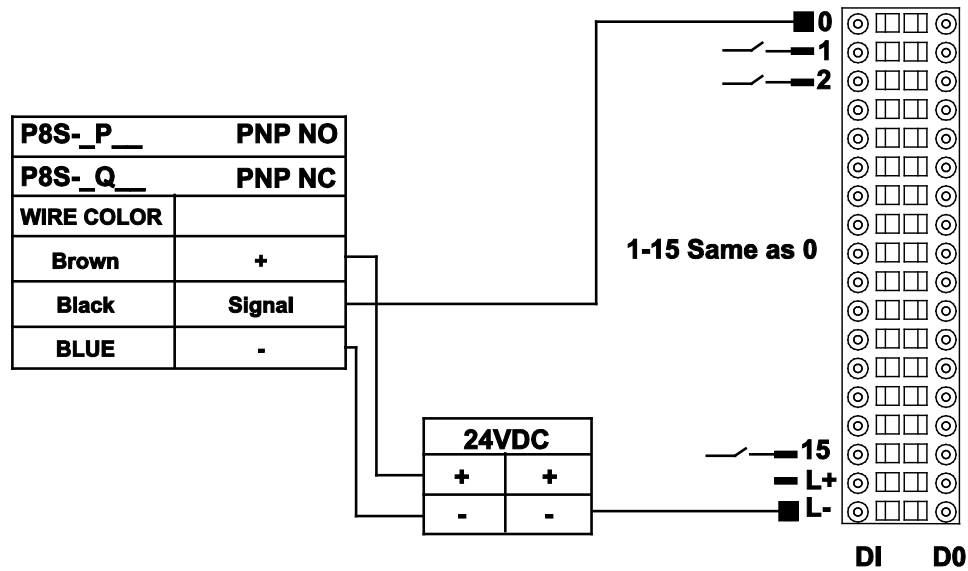 0
1
2
P8S-_P__ PNP NO
P8S-_Q__ PNP NC
WIRE COLOR
Brown +
Black Signal
BLUE -
1-15 Same as 0
24VDC
+ +
- -
15
L+
L-
DI D0